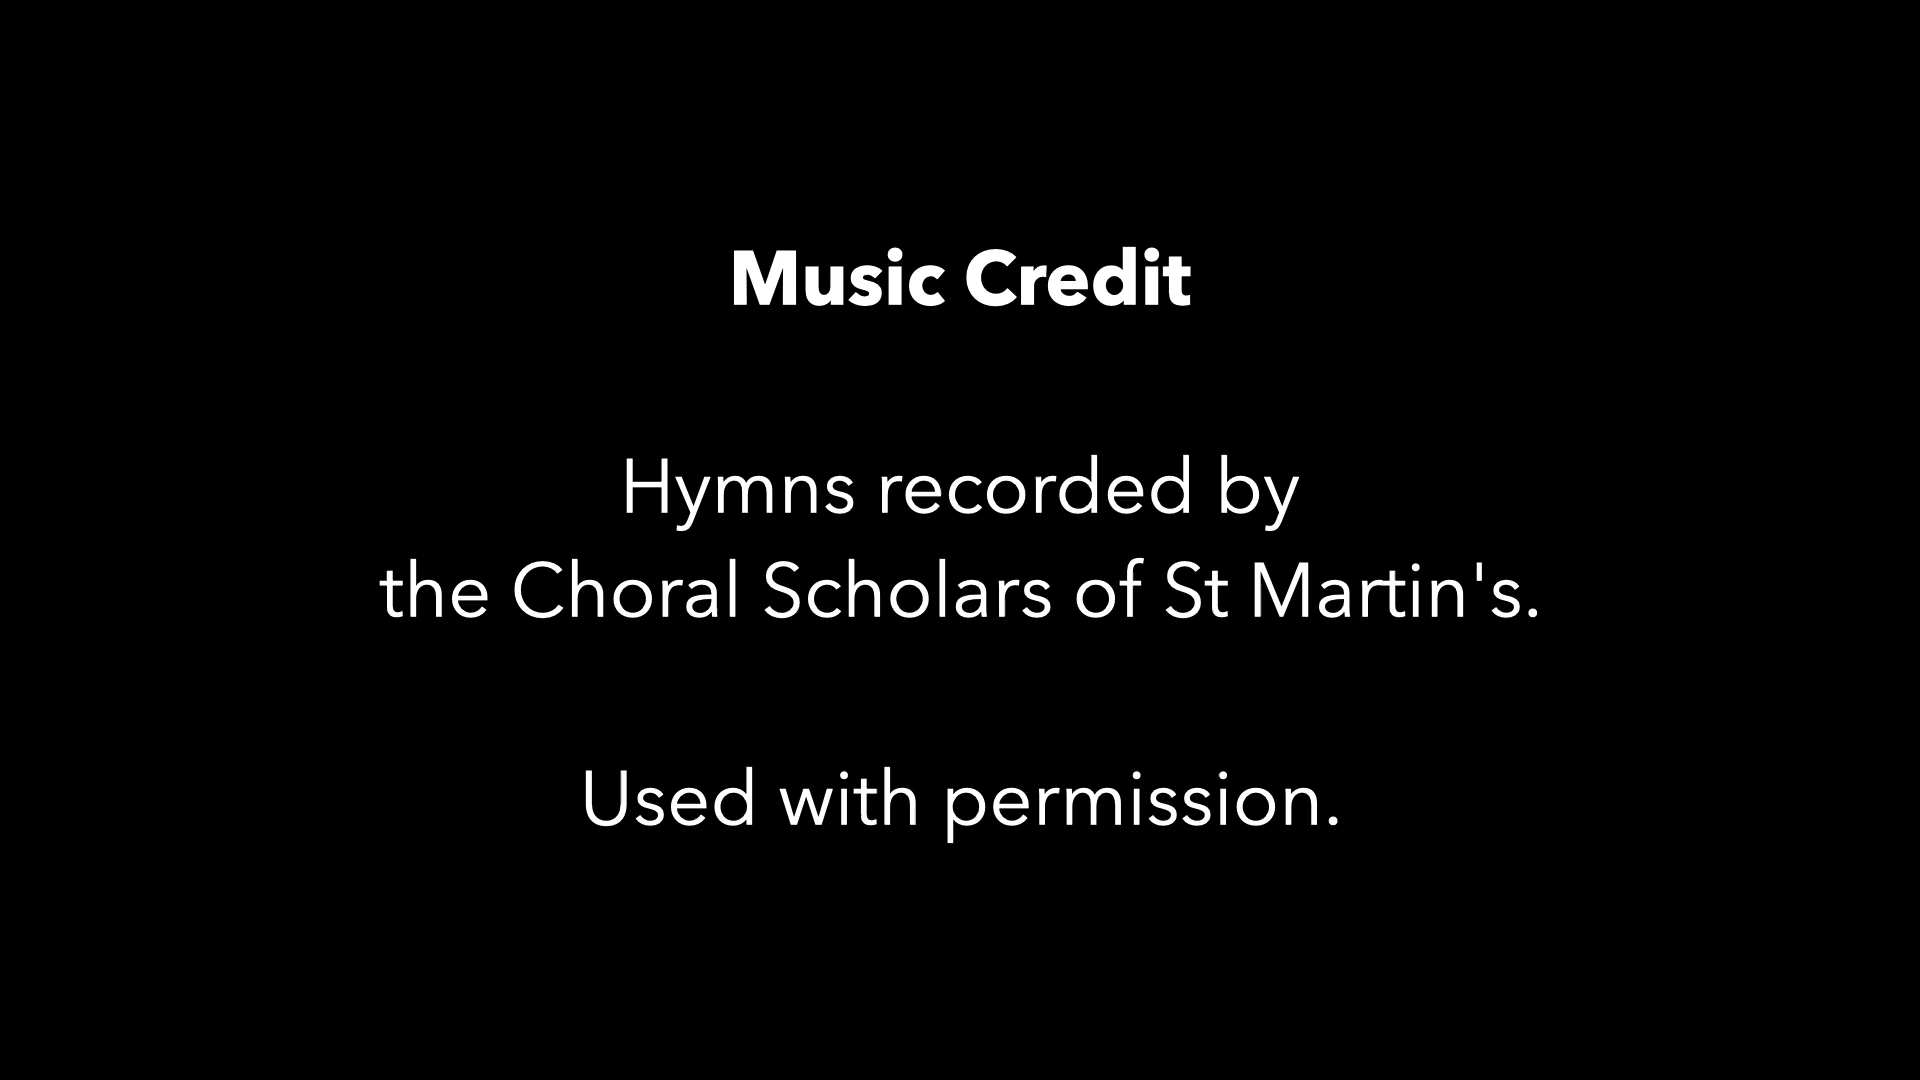 Music Credit
Hymns recorded by
the Choral Scholars of St Martin's.
Used with permission.